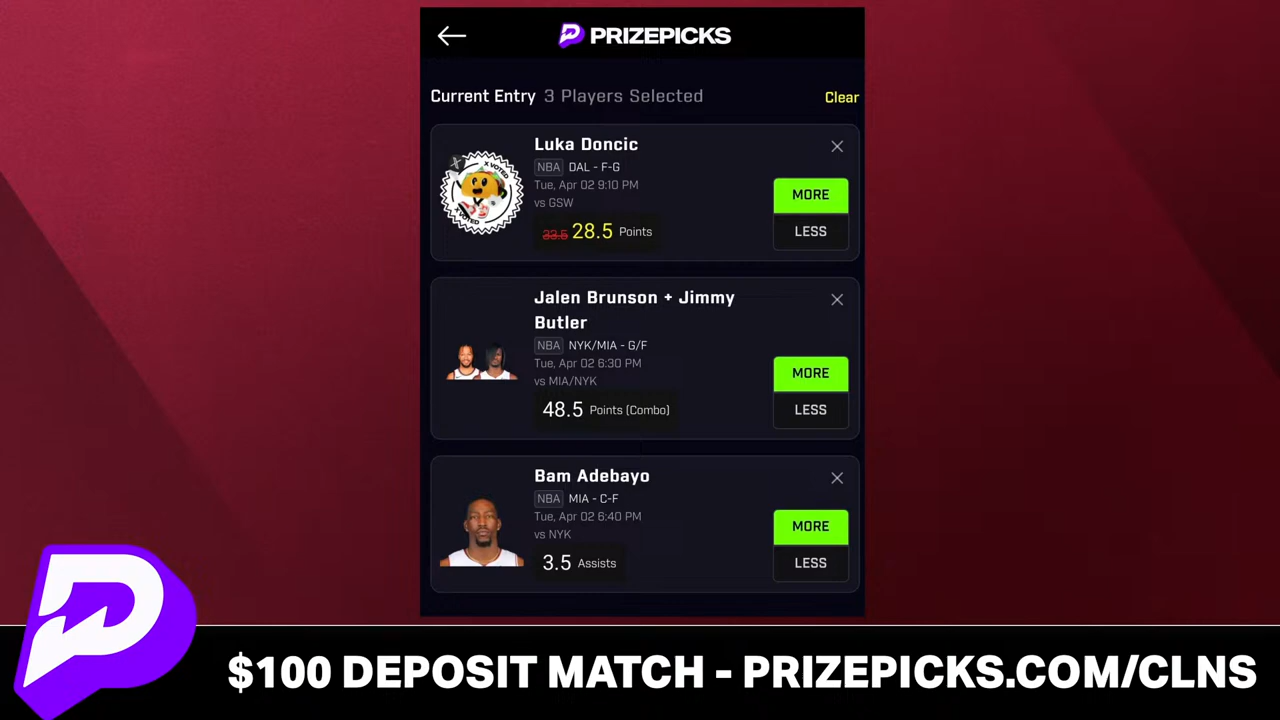 PRIZEPICKS
Current Entry 3 Players Selected Clear
X VOTED
X VOTED
Luka Doncic
NBA DAL - F-G
Tue, Apr 02 9:10 PM
vs GSW
33.5 28.5 Points
MORE
LESS
Jalen Brunson + Jimmy
Butler
NBA NYK/MIA - G/F
Tue, Apr 02 6:30 PM
vs MIA/NYK
48.5 Points (Combo)
MORE
LESS
Bam Adebayo
NBA MIA - C-F
Tue, Apr 02 6:40 PM
vs NYK
3.5 Assists
MORE
LESS
$100 DEPOSIT MATCH - PRIZEPICKS.COM/CLNS